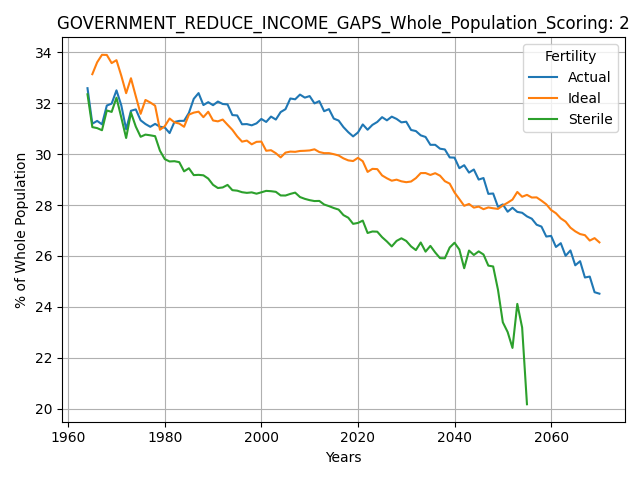 GOVERNMENT_REDUCE_INCOME_GAPS_Whole_Population_Scoring: 2
Fertility
Actual
Ideal
Sterile
% of Whole Population
34
32
30
28
26
24
22
20
1960
1980
2000
2020
2040
2060
Years